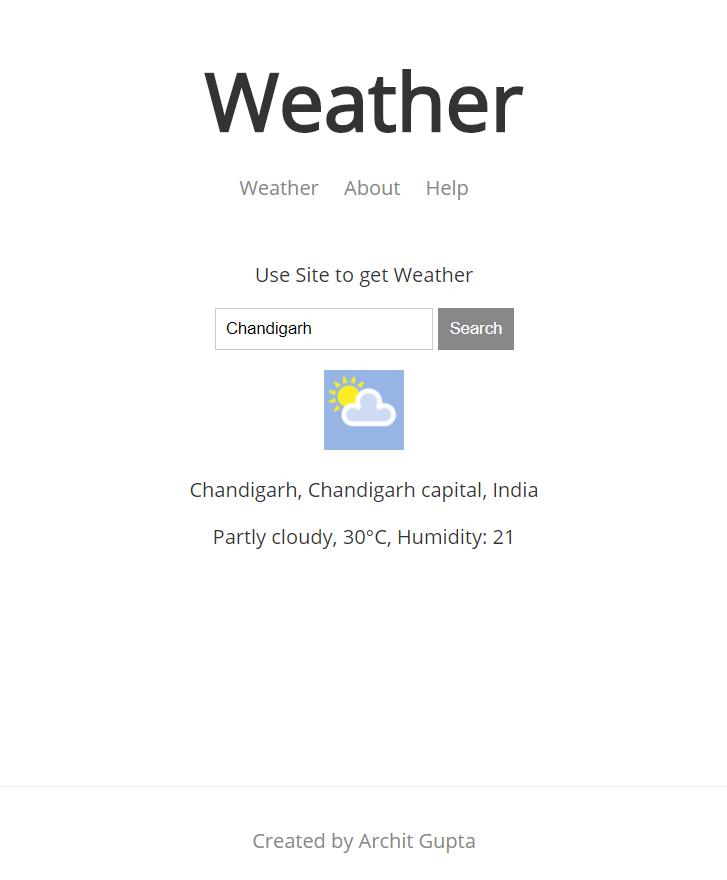 Weather
Weather About Help
Use Site to get Weather
Chandigarh Search
Chandigarh, Chandigarh capital, India
Partly cloudy, 30°C, Humidity: 21
Created by Archit Gupta